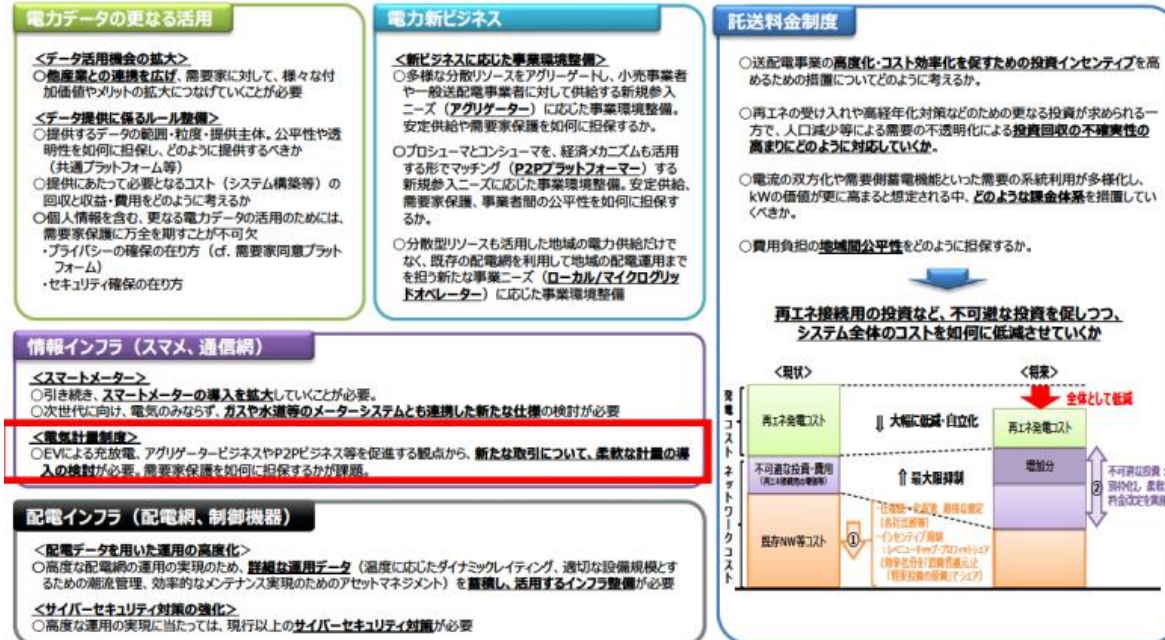 電力データの更なる活用
<データ活用機会の拡大>
○他産業との連携を広げ、需要家に対して、様々な付
加価値やメリットの拡大につなげていくことが必要
<データ提供に係るルール整備>
○提供するデータの範囲・粒度・提供主体。公平性や透
明性を如何に担保し、どのように提供するべきか
（共通プラットフォーム等）
○提供にあたって必要となるコスト（システム構築等）の
回収と収益・費用をどのように考えるか
○個人情報を含む、更なる電力データの活用のためには、
需要家保護に万全を期すことが不可欠
・プライバシーの確保の在り方（cf. 需要家同意プラット
フォーム）
・セキュリティ確保の在り方
電力新ビジネス
<新ビジネスに応じた事業環境整備>
○多様な分散リソースをアグリゲートし、小売事業者
や一般送配電事業者に対して供給する新規参入
ニーズ（アグリゲーター）に応じた事業環境整備。
安定供給や需要家保護を如何に担保するか。
○プロシューマとコンシューマを、経済メカニズムも活用
する形でマッチング（P2Pプラットフォーマー）する
新規参入ニーズに応じた事業環境整備。安定供給、
需要家保護、事業者間の公平性を如何に担保す
るか。
○分散型リソースも活用した地域の電力供給だけで
なく、既存の配電網を利用して地域の配電運用まで
を担う新たな事業ニーズ（ローカル/マイクログリッ
ドオペレーター）に応じた事業環境整備
情報インフラ（スマメ、通信網）
<スマートメーター>
○引き続き、スマートメーターの導入を拡大していくことが必要。
○次世代に向け、電気のみならず、ガスや水道等のメーターシステムとも連携した新たな仕様の検討が必要
<電気計量制度>
○EVによる充放電、アグリゲータービジネスやP2Pビジネス等を促進する観点から、新たな取引について、柔軟な計量の導
入の検討が必要。需要家保護を如何に担保するかが課題。
配電インフラ（配電網、制御機器）
<配電データを用いた運用の高度化>
○高度な配電網の運用の実現のため、詳細な運用データ（温度に応じたダイナミックレイティング、適切な設備規模とす
るための潮流管理、効率的なメンテナンス実現のためのアセットマネジメント）を蓄積し、活用するインフラ整備が必要
<サイバーセキュリティ対策の強化>
○高度な運用の実現に当たっては、現行以上のサイバーセキュリティ対策が必要
託送料金制度
○送配電事業の高度化・コスト効率化を促すための投資インセンティブを高
めるための措置についてどのように考えるか。
○再エネの受け入れや高経年化対策などのための更なる投資が求められる一
方で、人口減少等による需要の不透明化による投資回収の不確実性の
高まりにどのように対応していくか。
○電流の双方化や需要側蓄電機能といった需要の系統利用が多様化し、
kWの価値が更に高まると想定される中、どのような課金体系を措置してい
くべきか。
○費用負担の地域間公平性をどのように担保するか。
再エネ接続用の投資など、不可避な投資を促しつつ、
システム全体のコストを如何に低減させていくか
<現状>
<将来>
全体として低減
発電コスト
再エネ発電コスト
大幅に低減・自立化
再エネ発電コスト
ネットワークコスト
不可避な投資・費用
最大限抑制
増加分
②
不可避な投資：
既存NW等コスト
①